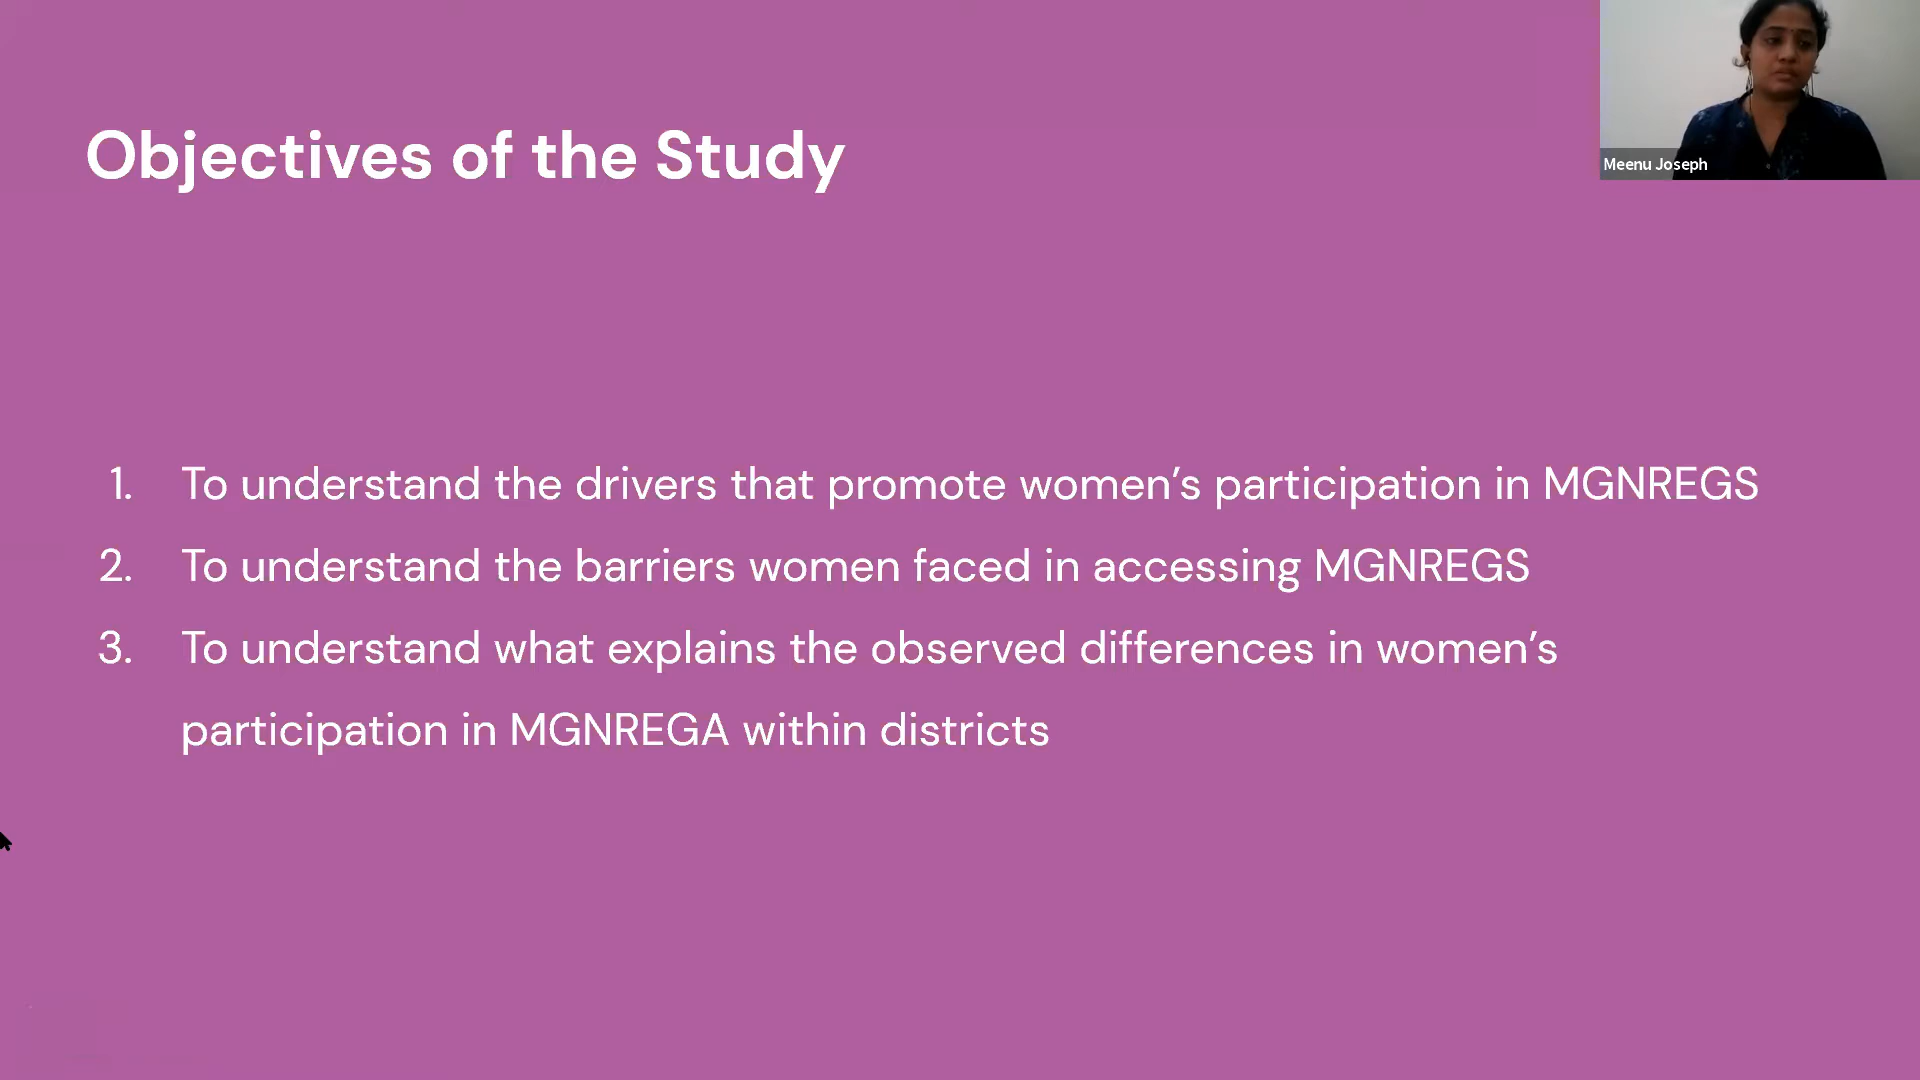 Objectives of the Study
Meenu Joseph
1. To understand the drivers that promote women’s participation in MGNREGS
2. To understand the barriers women faced in accessing MGNREGS
3. To understand what explains the observed differences in women’s
participation in MGNREGA within districts